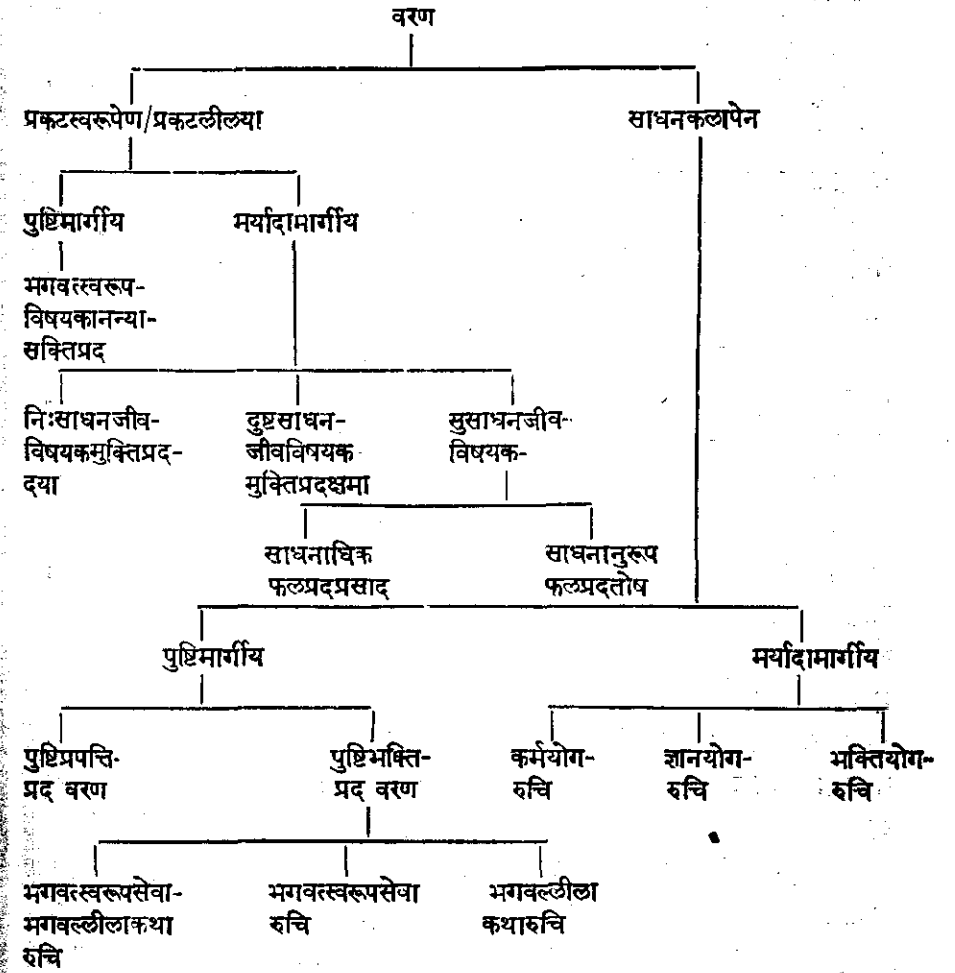 वरण
प्रकटस्वरूपेण/प्रकटलीलया साधनकलापेन
पुष्टिमार्गीय मर्यादामार्गीय
भगवत्स्वरूप-
विषयकानन्या-
सक्तिप्रद
निःसाधनजीव-
विषयकमुक्तिप्रद-
दया
दुष्टसाधन-
जीवविषयक
मुक्तिप्रदक्षमा
सुसाधनजीव-
विषयक-
साधनाधिक
फलप्रदप्रसाद
साधनानुरूप
फलप्रदतोष
पुष्टिमार्गीय मर्यादामार्गीय
पुष्टिप्रपत्ति-
प्रद वरण
पुष्टिभक्ति-
प्रद वरण
कर्मयोग-
रुचि
ज्ञानयोग-
रुचि
भक्तियोग-
रुचि
भगवत्स्वरूपसेवा-
भगवल्लीलाकथा
रुचि
भगवत्स्वरूपसेवा
रुचि
भगवल्लीला
कथारुचि